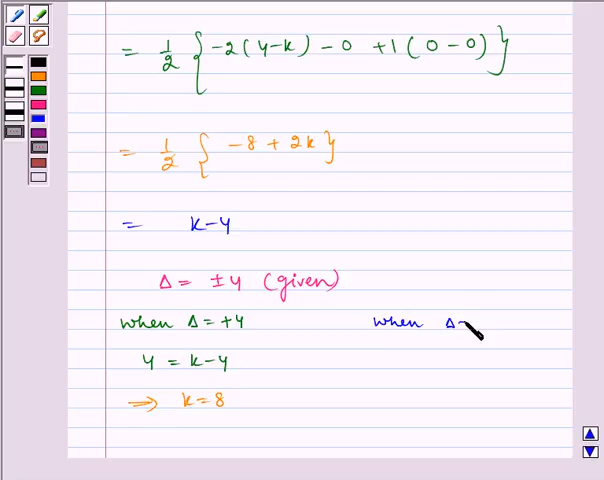 = 1/2 { -2(4-k) - 0 + 1(0-0) }
= 1/2 { -8 + 2k }
= k-4
Δ = ±4 (given)
when Δ = +4 when Δ-
4 = k-4
⇒ k = 8